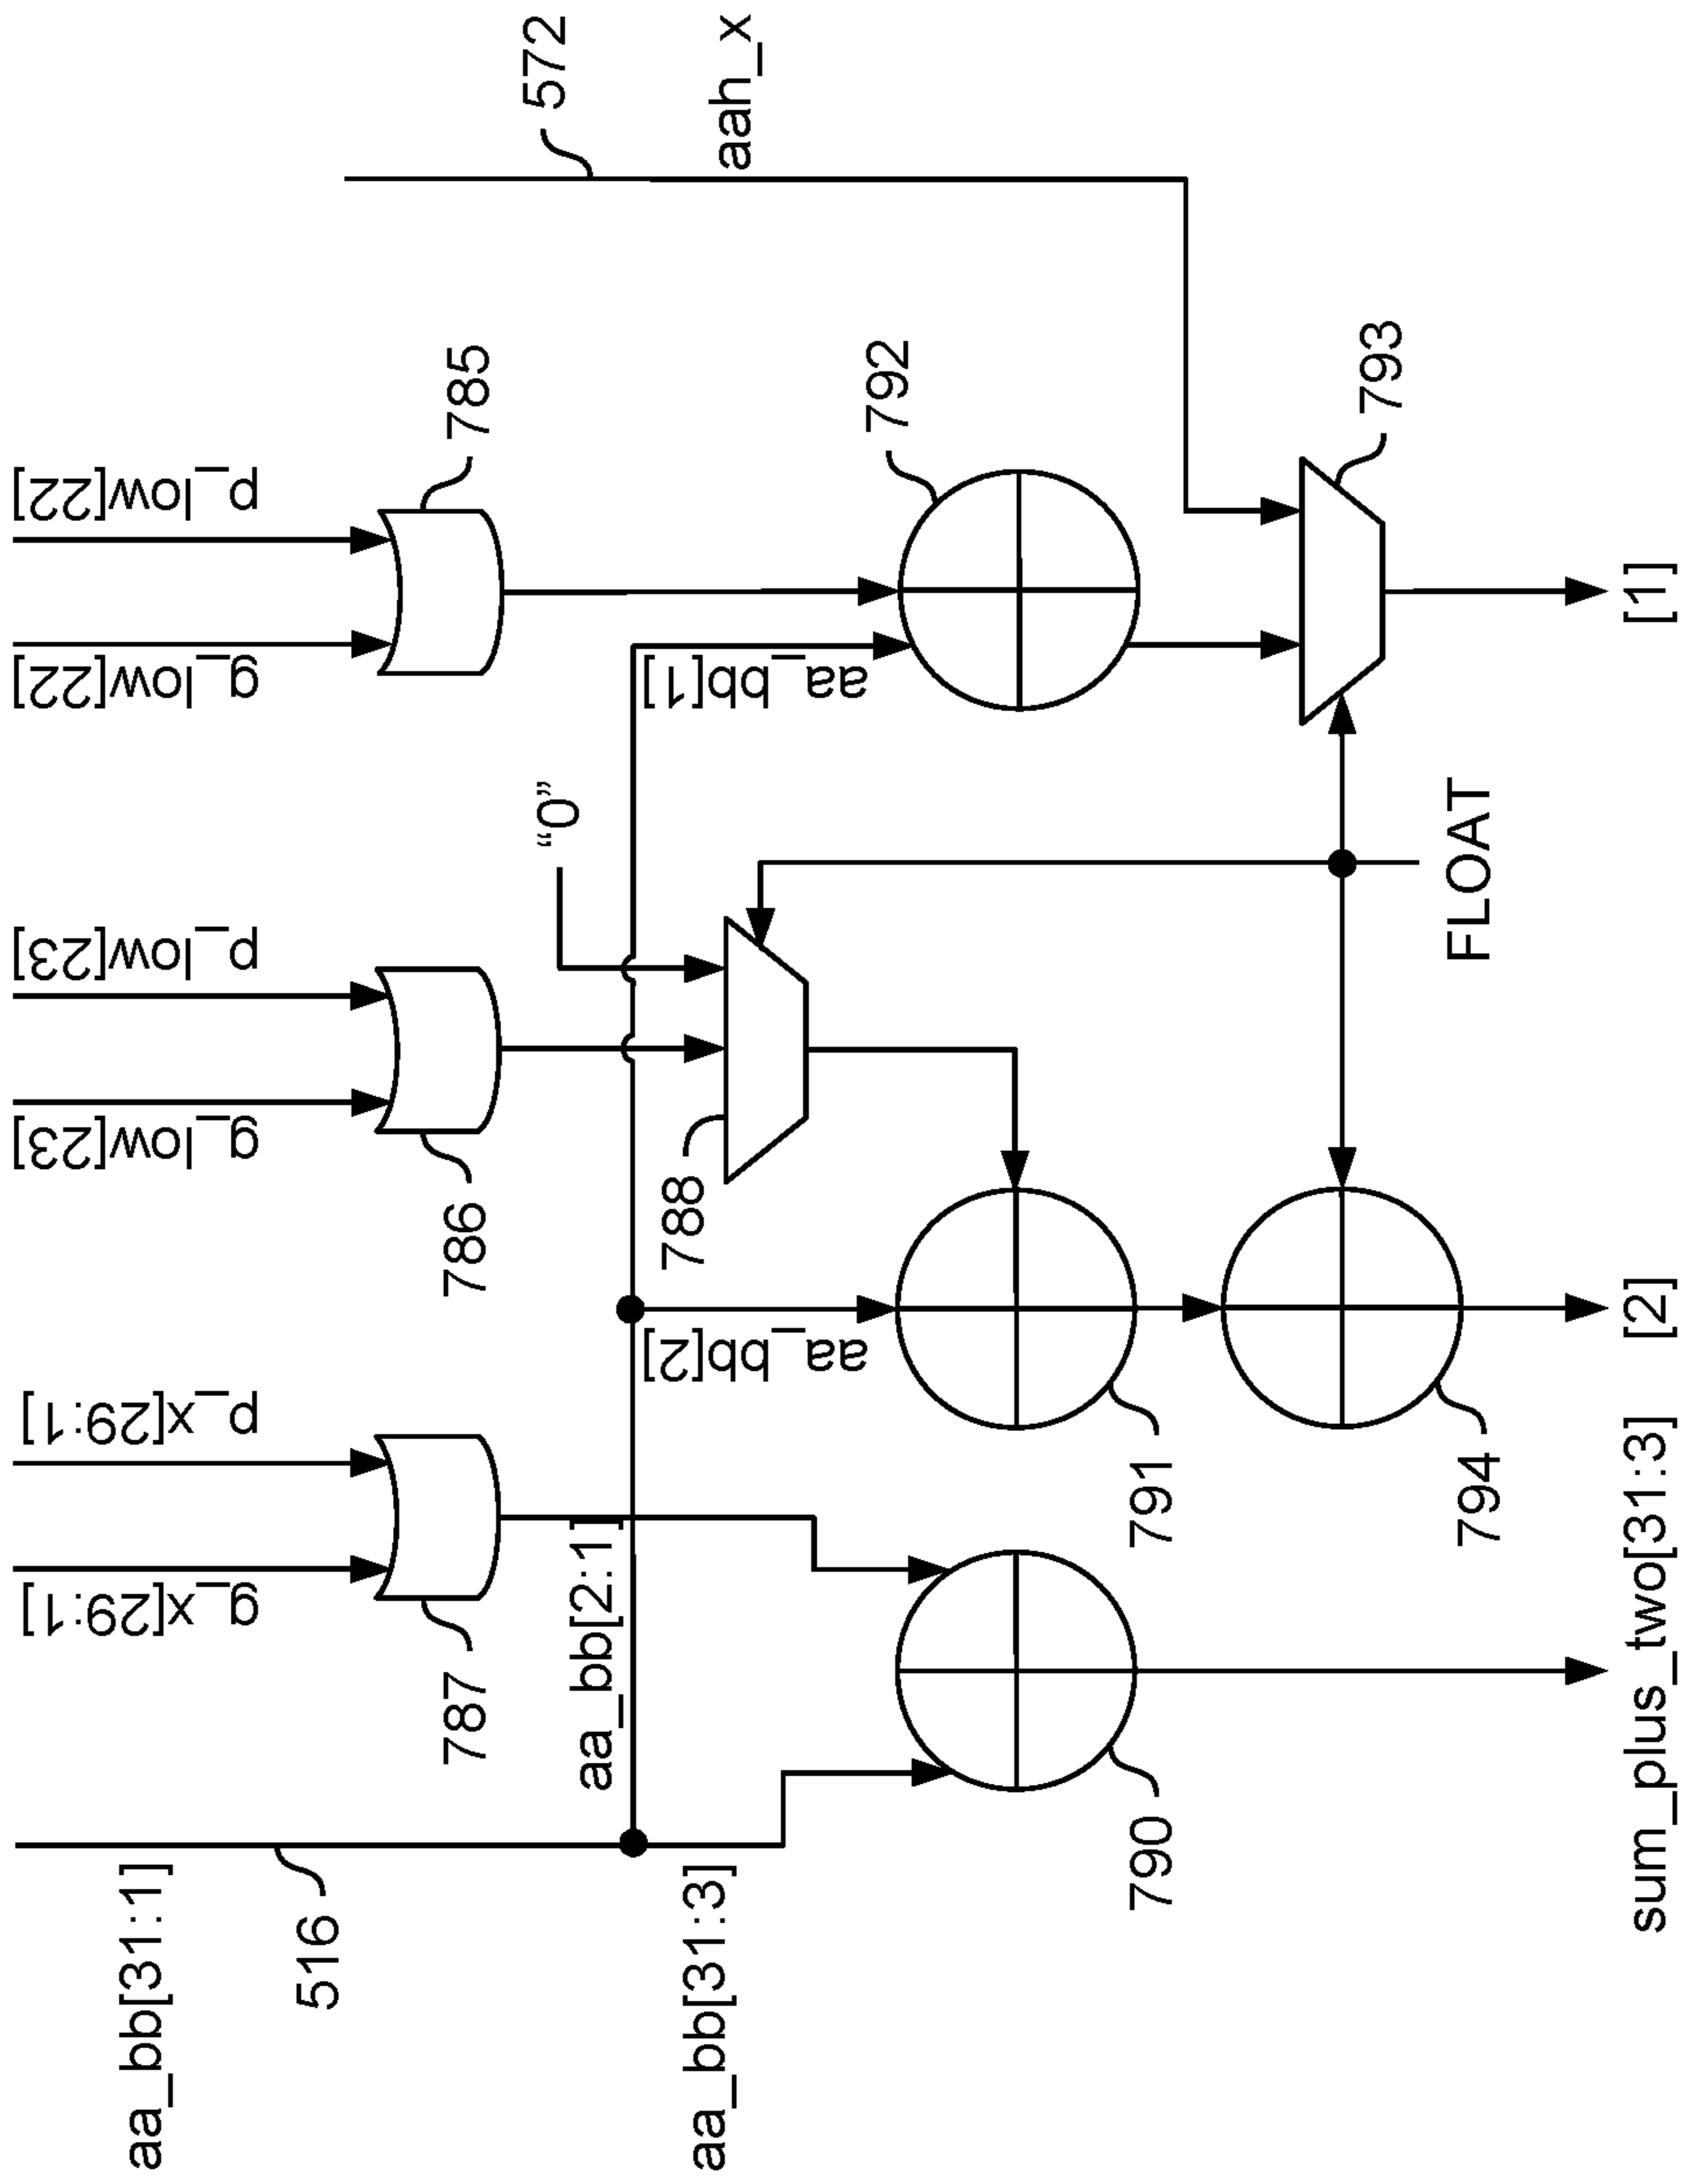 p_low[22]
g_low[22]
p_low[23]
g_low[23]
p_x[29:1]
g_x[29:1]
aa_bb[31:1]
516
572
aah_x
785
786
787
"0"
aa_bb[2:1]
aa_bb[31:3]
788
aa_bb[1]
aa_bb[2]
792
791
790
793
794
FLOAT
sum_plus_two[31:3]
[2]
[1]